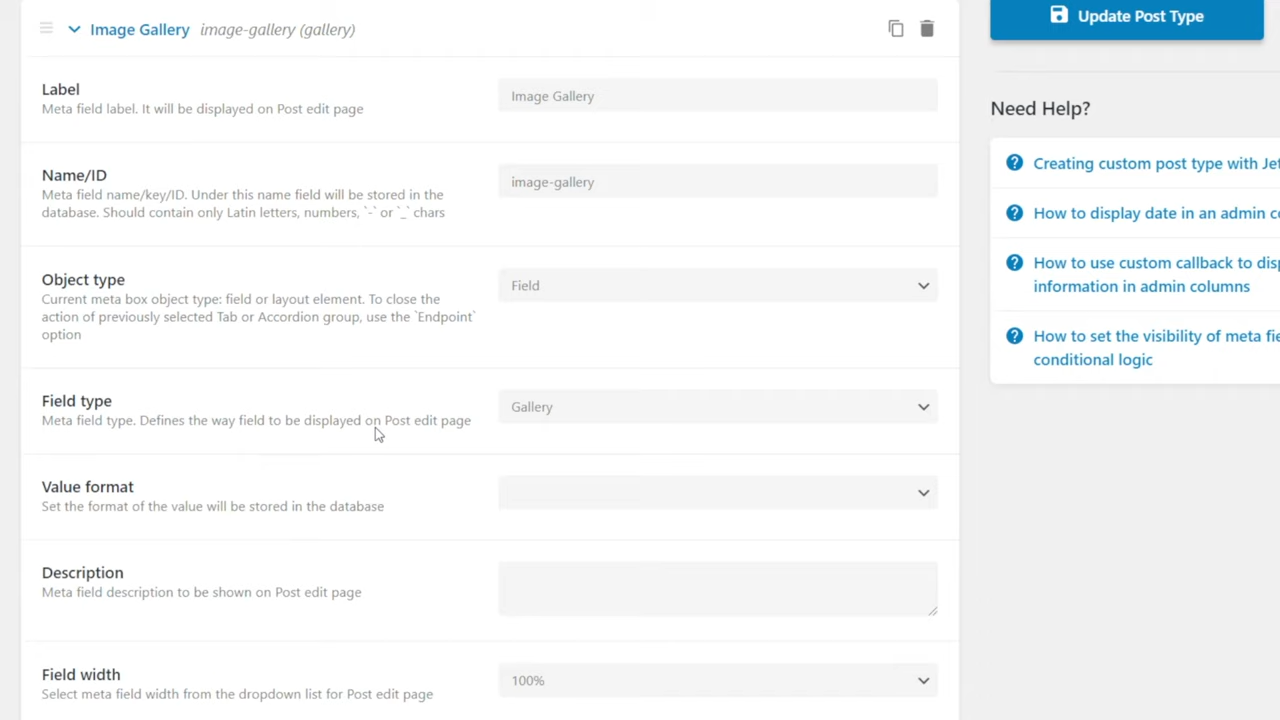 Image Gallery image-gallery (gallery)
Label
Meta field label. It will be displayed on Post edit page
Image Gallery
Name/ID
Meta field name/key/ID. Under this name field will be stored in the
database. Should contain only Latin letters, numbers, `-` or `_` chars
image-gallery
Object type
Current meta box object type: field or layout element. To close the
action of previously selected Tab or Accordion group, use the `Endpoint`
option
Field
Field type
Meta field type. Defines the way field to be displayed on Post edit page
Gallery
Value format
Set the format of the value will be stored in the database
Description
Meta field description to be shown on Post edit page
Field width
Select meta field width from the dropdown list for Post edit page
100%
Update Post Type
Need Help?
Creating custom post type with
How to display date in an admin
How to use custom callback to
information in admin columns
How to set the visibility of meta
conditional logic